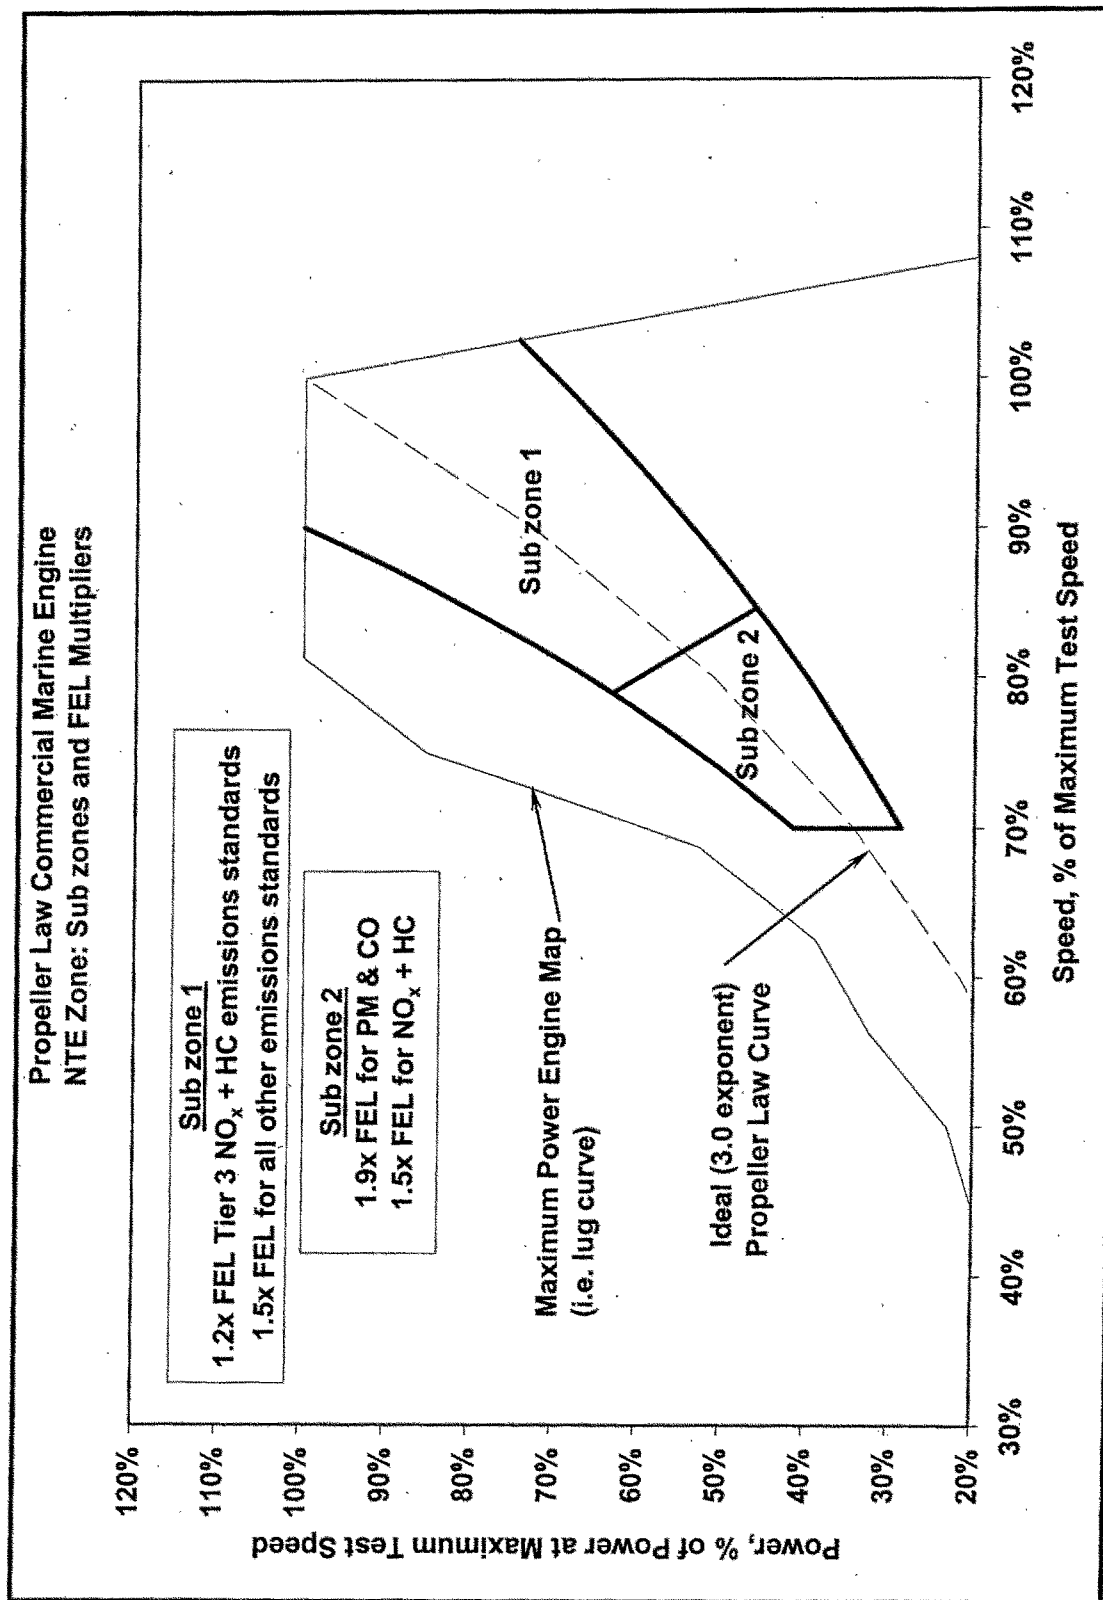 Propeller Law Commercial Marine Engine
NTE Zone: Sub zones and FEL Multipliers
Sub zone 1
1.2x FEL Tier 3 NOx + HC emissions standards
1.5x FEL for all other emissions standards
Sub zone 2
1.9x FEL for PM & CO
1.5x FEL for NOx + HC
Maximum Power Engine Map
(i.e. lug curve)
Ideal (3.0 exponent)
Propeller Law Curve
Sub zone 1
Sub zone 2
Power, % of Power at Maximum Test Speed
120%
110%
100%
90%
80%
70%
60%
50%
40%
30%
20%
30%
40%
50%
60%
70%
80%
90%
100%
110%
120%
Speed, % of Maximum Test Speed